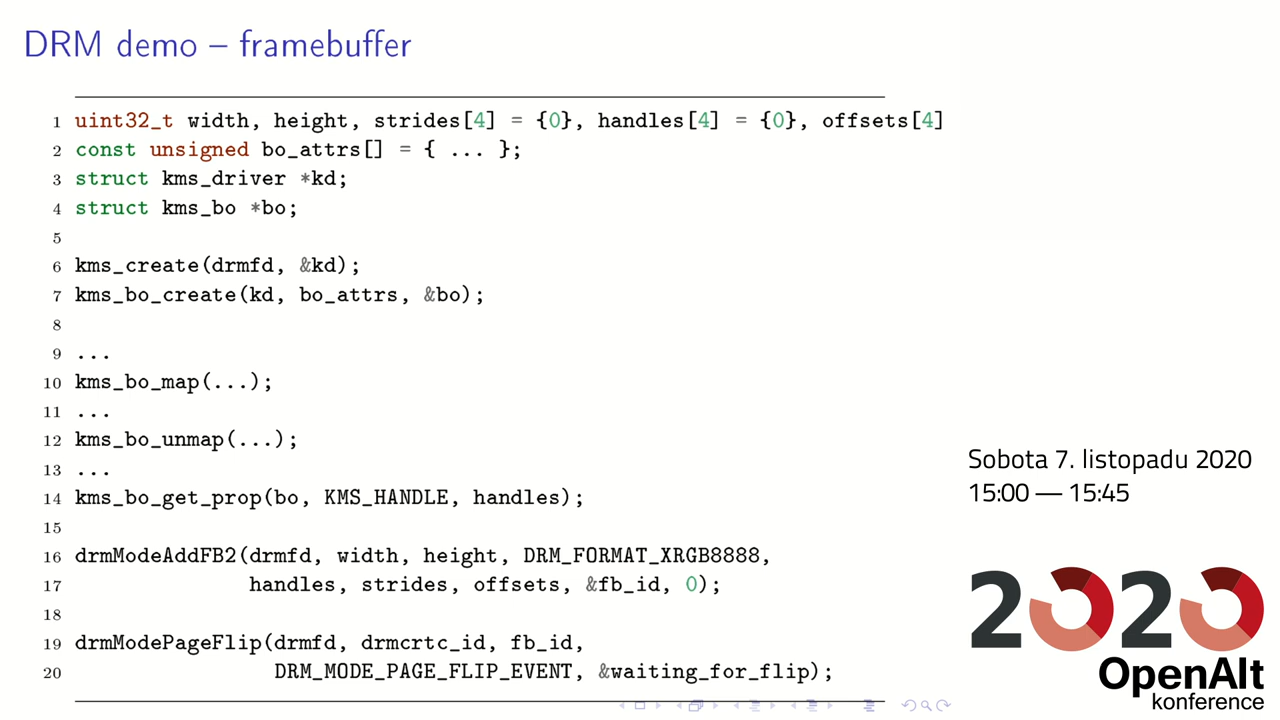 DRM demo – framebuffer
1 uint32_t width, height, strides[4] = {0}, handles[4] = {0}, offsets[4]
2 const unsigned bo_attrs[] = { ... };
3 struct kms_driver *kd;
4 struct kms_bo *bo;
5
6 kms_create(drmfd, &kd);
7 kms_bo_create(kd, bo_attrs, &bo);
8
9 ...
10 kms_bo_map(...);
11 ...
12 kms_bo_unmap(...);
13 ...
14 kms_bo_get_prop(bo, KMS_HANDLE, handles);
15
16 drmModeAddFB2(drmfd, width, height, DRM_FORMAT_XRGB8888,
17 handles, strides, offsets, &fb_id, 0);
18
19 drmModePageFlip(drmfd, drmcrtc_id, fb_id,
20 DRM_MODE_PAGE_FLIP_EVENT, &waiting_for_flip);
Sobota 7. listopadu 2020
15:00 — 15:45
2020
OpenAlt
konference